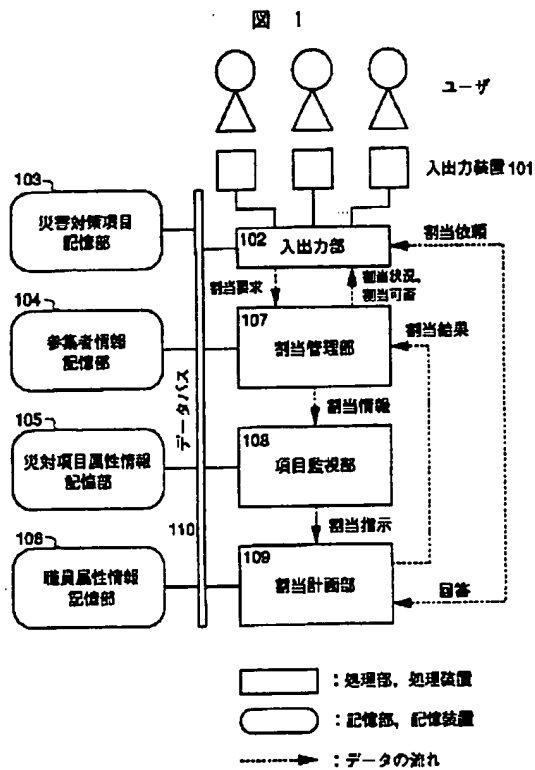 図 1
ユーザ
入出力装置 101
103
災害対策項目
記憶部
102
入出力部
割当依頼
割当要求
割当状況,
割当可否
104
参集者情報
記憶部
107
割当管理部
割当結果
データバス
割当情報
105
災対項目属性情報
記憶部
108
項目監視部
110
割当指示
108
職員属性情報
記憶部
109
割当計画部
回答
：処理部，処理装置
：記憶部，記憶装置
：データの流れ